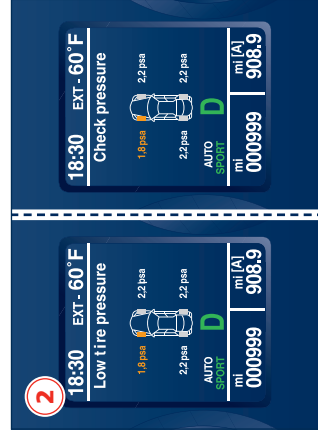 2
18:30 EXT - 60°F
Low tire pressure
1,8 psa 2,2 psa
2,2 psa 2,2 psa
AUTO
SPORT
D
mi mi [A]
000999 908.9
18:30 EXT - 60°F
Check pressure
1,8 psa 2,2 psa
2,2 psa 2,2 psa
AUTO
SPORT
D
mi mi [A]
000999 908.9